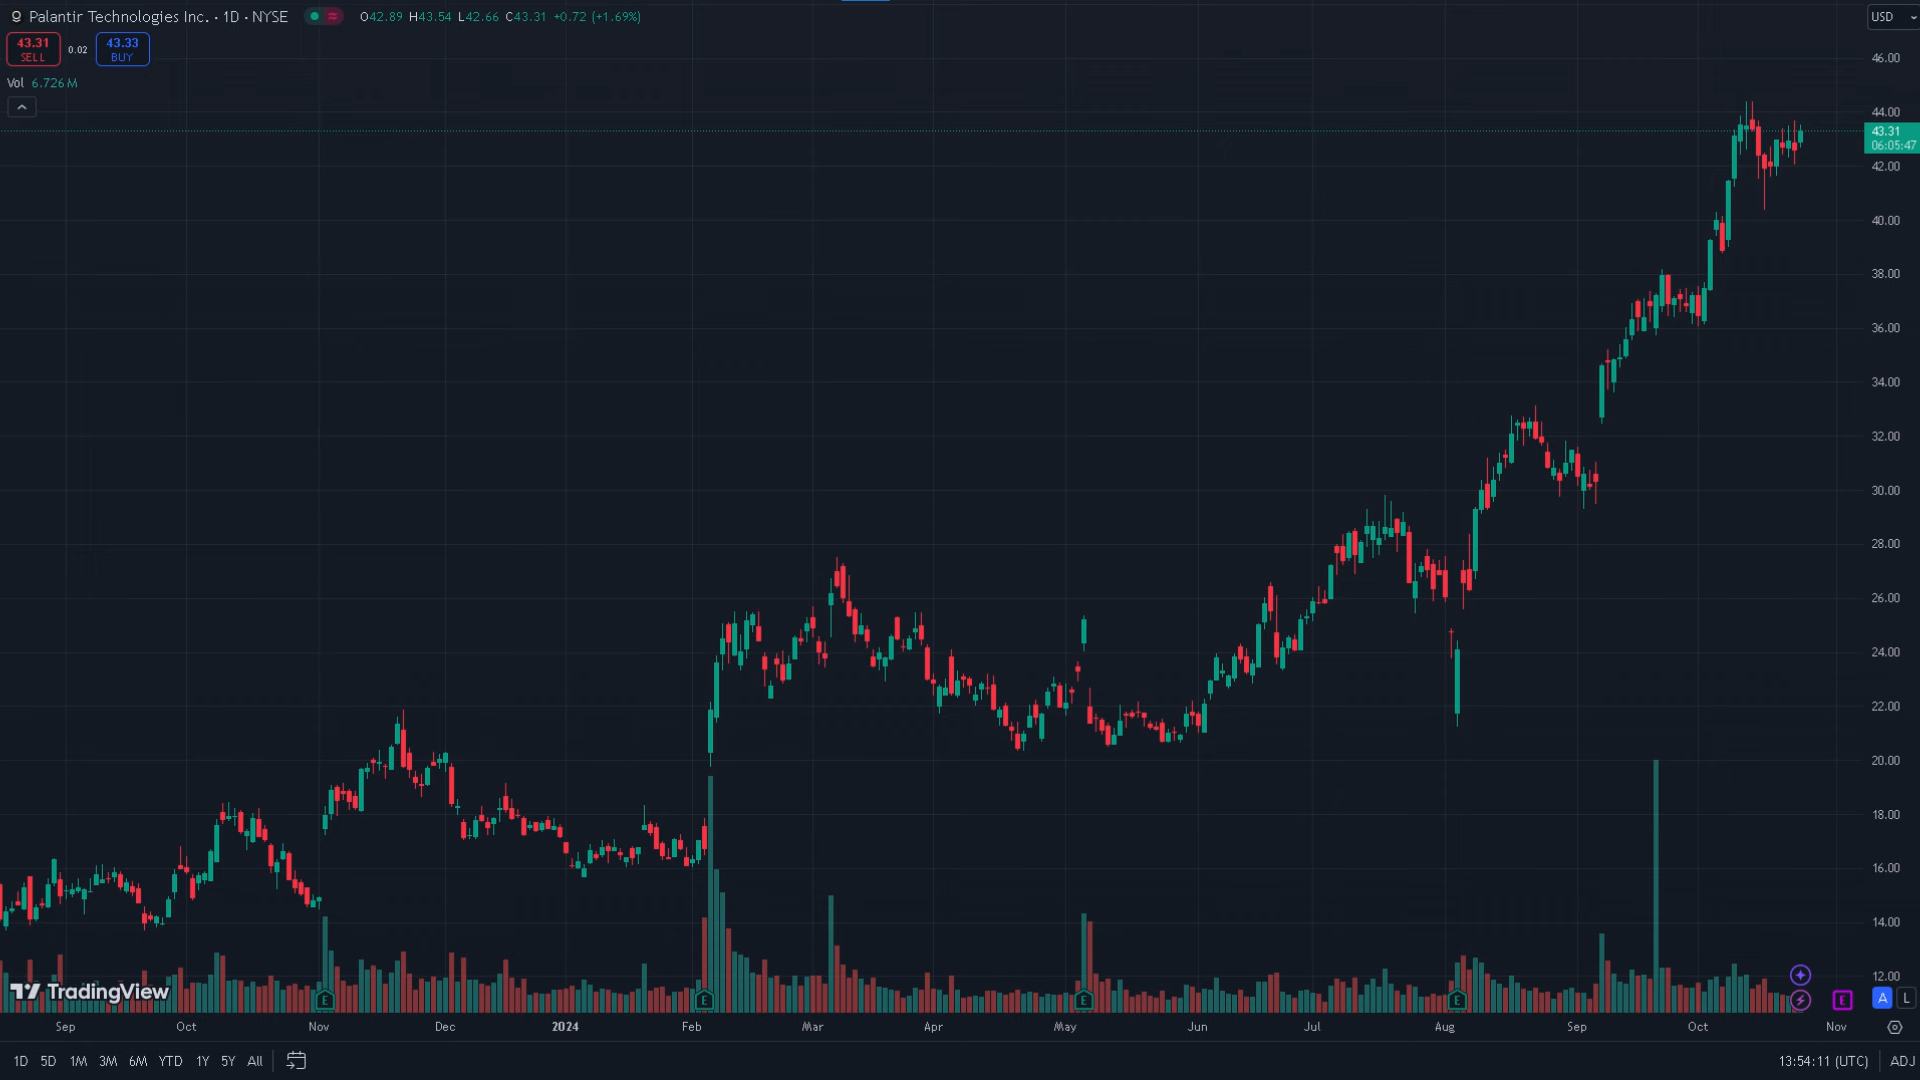 Palantir Technologies Inc. · 1D · NYSE O42.89 H43.54 L42.66 C43.31 +0.72 (+1.69%)
USD
43.31
SELL
0.02
43.33
BUY
Vol 6.726M
46.00
44.00
43.31
06:05:47
42.00
40.00
38.00
36.00
34.00
32.00
30.00
28.00
26.00
24.00
22.00
20.00
18.00
16.00
14.00
12.00
TradingView
E E E E E A L
Sep Oct Nov Dec 2024 Feb Mar Apr May Jun Jul Aug Sep Oct Nov
1D 5D 1M 3M 6M YTD 1Y 5Y All 13:54:11 (UTC) ADJ